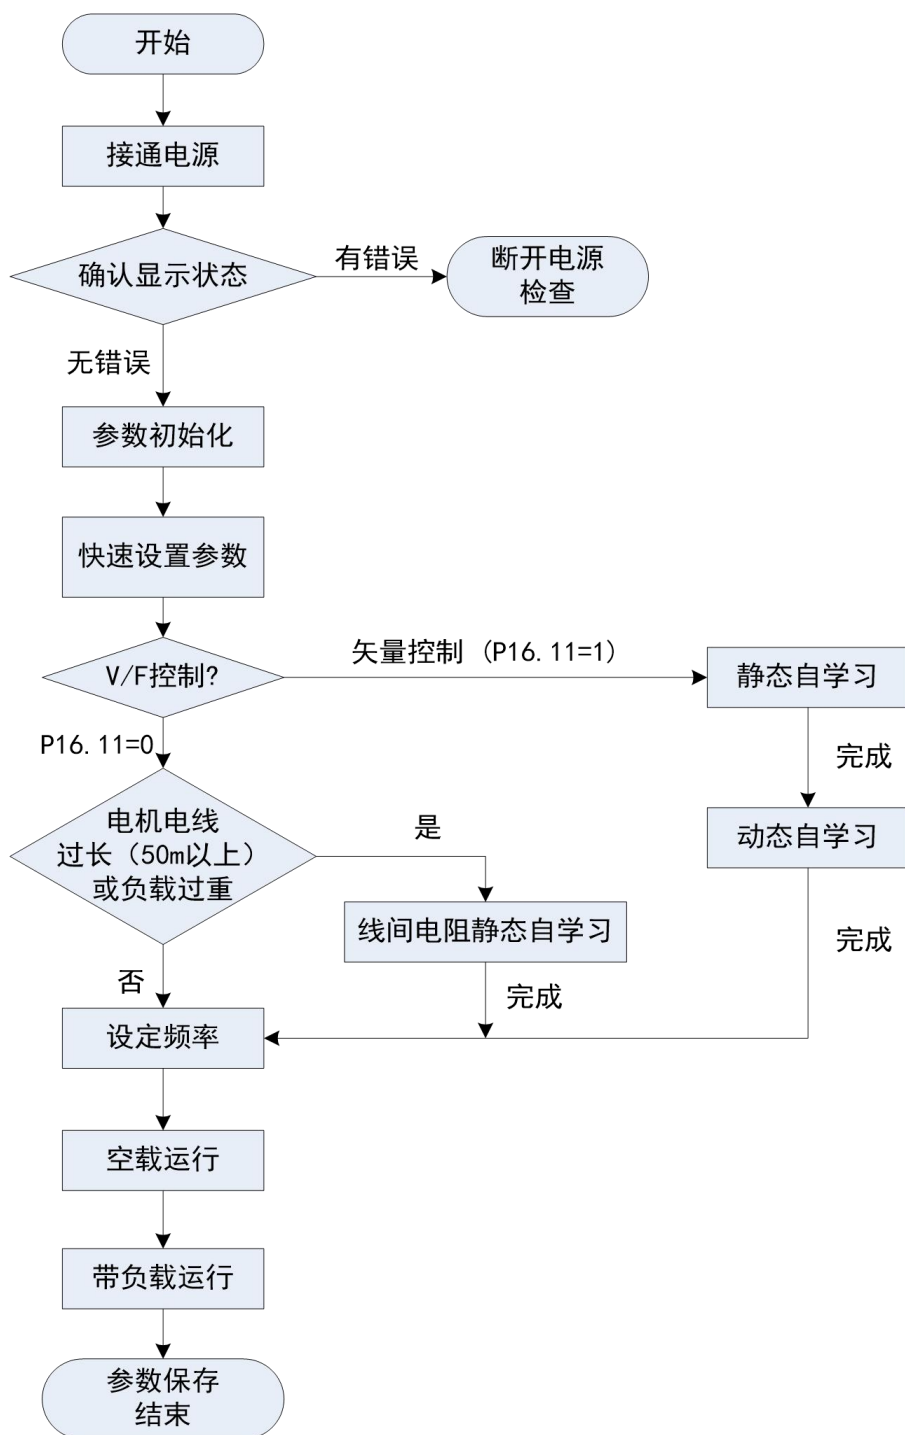 开始
接通电源
确认显示状态
有错误
断开电源
检查
无错误
参数初始化
快速设置参数
V/F控制?
矢量控制 (P16.11=1)
静态自学习
P16.11=0
完成
电机电线
过长（50m以上）
或负载过重
是
动态自学习
线间电阻静态自学习
完成
否
完成
设定频率
空载运行
带负载运行
参数保存
结束